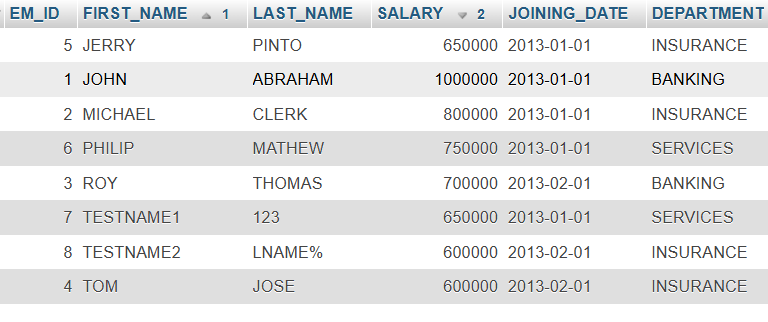 EM_ID FIRST_NAME 1 LAST_NAME SALARY 2 JOINING_DATE DEPARTMENT
5 JERRY PINTO 650000 2013-01-01 INSURANCE
1 JOHN ABRAHAM 1000000 2013-01-01 BANKING
2 MICHAEL CLERK 800000 2013-01-01 INSURANCE
6 PHILIP MATHEW 750000 2013-01-01 SERVICES
3 ROY THOMAS 700000 2013-02-01 BANKING
7 TESTNAME1 123 650000 2013-01-01 SERVICES
8 TESTNAME2 LNAME% 600000 2013-02-01 INSURANCE
4 TOM JOSE 600000 2013-02-01 INSURANCE